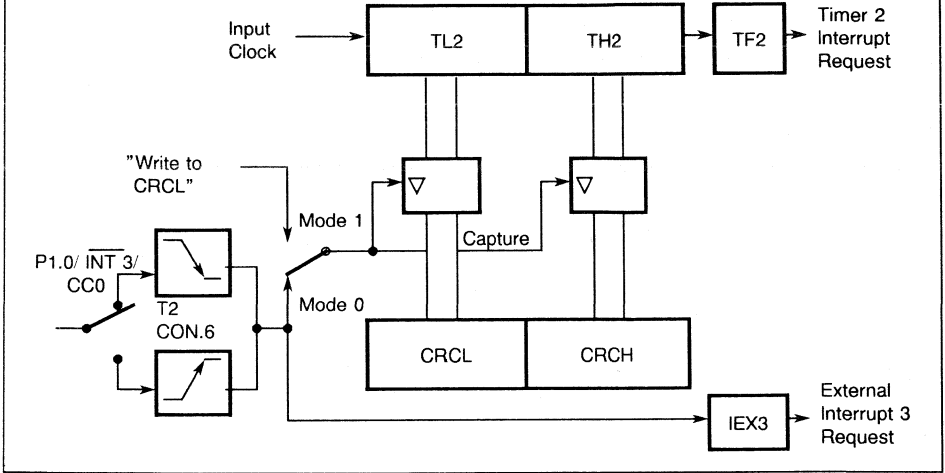 Input
Clock
TL2
TH2
TF2
Timer 2
Interrupt
Request
"Write to
CRCL"
Mode 1
Capture
P1.0/ INT 3/
CC0
T2
CON.6
Mode 0
CRCL
CRCH
IEX3
External
Interrupt 3
Request